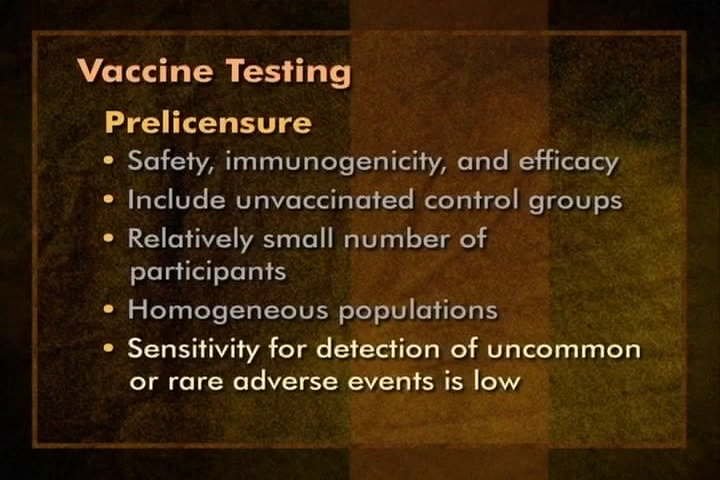 Vaccine Testing
Prelicensure
• Safety, immunogenicity, and efficacy
• Include unvaccinated control groups
• Relatively small number of
participants
• Homogeneous populations
• Sensitivity for detection of uncommon
or rare adverse events is low